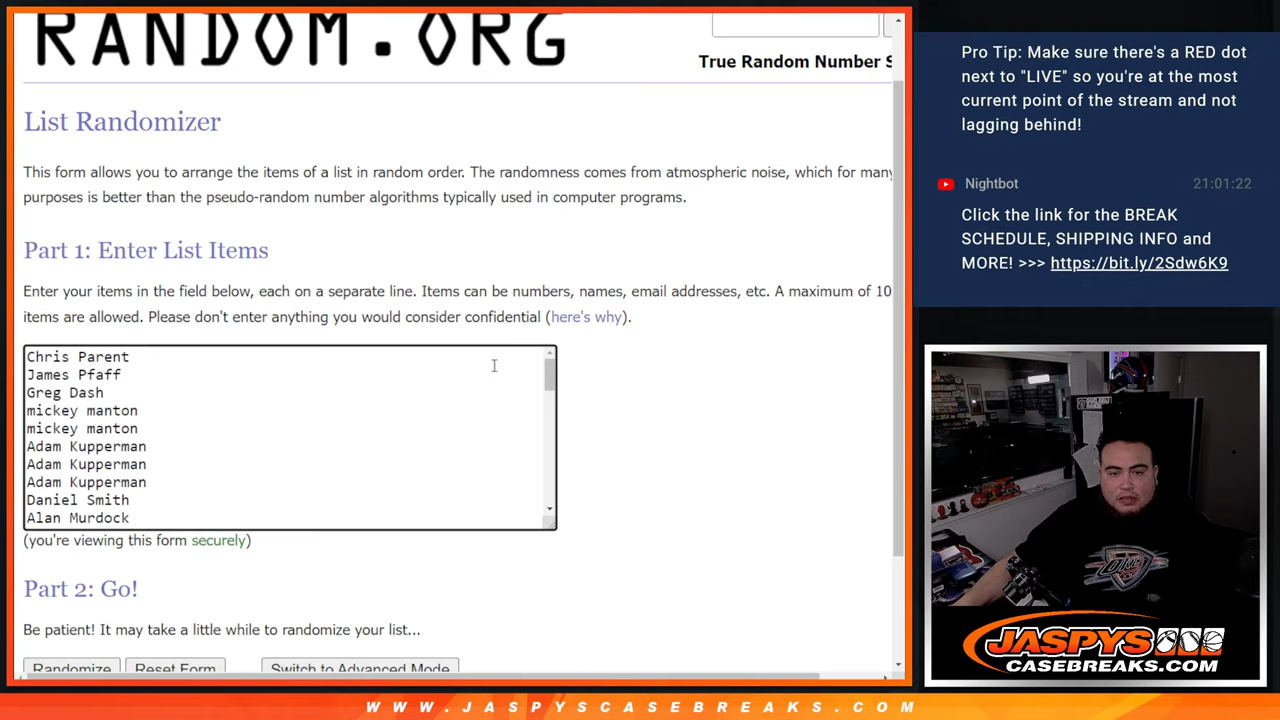 RANDOM.ORG
True Random Number S
List Randomizer
This form allows you to arrange the items of a list in random order. The randomness comes from atmospheric noise, which for many
purposes is better than the pseudo-random number algorithms typically used in computer programs.
Part 1: Enter List Items
Enter your items in the field below, each on a separate line. Items can be numbers, names, email addresses, etc. A maximum of 10
items are allowed. Please don't enter anything you would consider confidential (here's why).
Chris Parent
James Pfaff
Greg Dash
mickey manton
mickey manton
Adam Kupperman
Adam Kupperman
Adam Kupperman
Daniel Smith
Alan Murdock
(you're viewing this form securely)
Part 2: Go!
Be patient! It may take a little while to randomize your list...
Randomize
Reset Form
Switch to Advanced Mode
Pro Tip: Make sure there's a RED dot
next to "LIVE" so you're at the most
current point of the stream and not
lagging behind!
Nightbot 21:01:22
Click the link for the BREAK
SCHEDULE, SHIPPING INFO and
MORE! >>> https://bit.ly/2Sdw6K9
OKC
JASPYS
CASEBREAKS.COM
WWW.JASPYSCASEBREAKS.COM